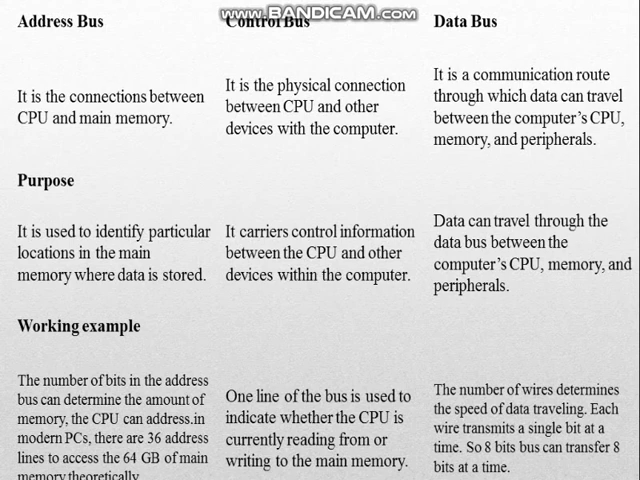 www.BANDICAM.com
Address Bus
Control Bus
Data Bus
It is the connections between
CPU and main memory.
It is the physical connection
between CPU and other
devices with the computer.
It is a communication route
through which data can travel
between the computer's CPU,
memory, and peripherals.
Purpose
It is used to identify particular
locations in the main
memory where data is stored.
It carriers control information
between the CPU and other
devices within the computer.
Data can travel through the
data bus between the
computer's CPU, memory, and
peripherals.
Working example
The number of bits in the address
bus can determine the amount of
memory, the CPU can address.in
modern PCs, there are 36 address
lines to access the 64 GB of main
memory theoretically
One line of the bus is used to
indicate whether the CPU is
currently reading from or
writing to the main memory.
The number of wires determines
the speed of data traveling. Each
wire transmits a single bit at a
time. So 8 bits bus can transfer 8
bits at a time.